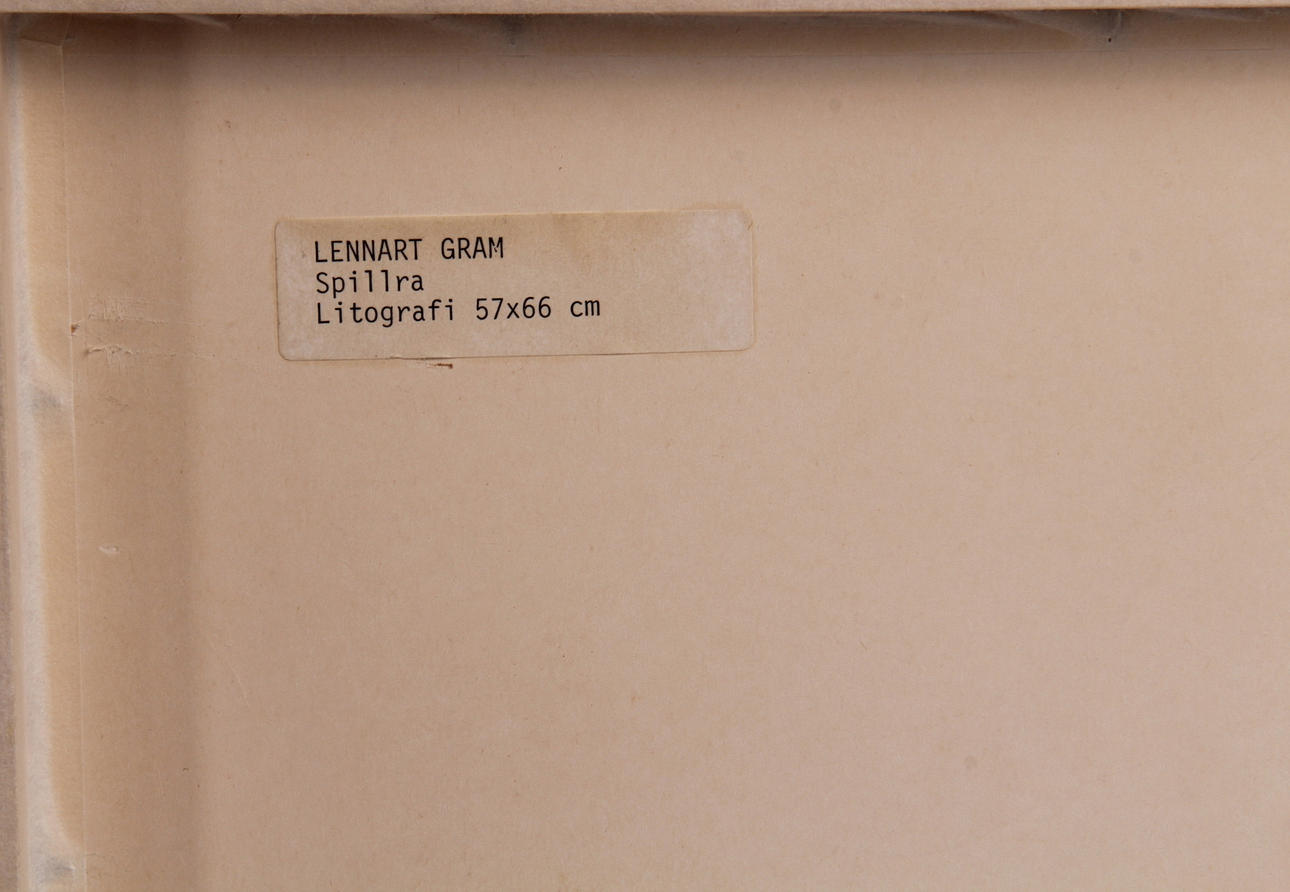 LENNART GRAM
Spillra
Litografi 57x66 cm